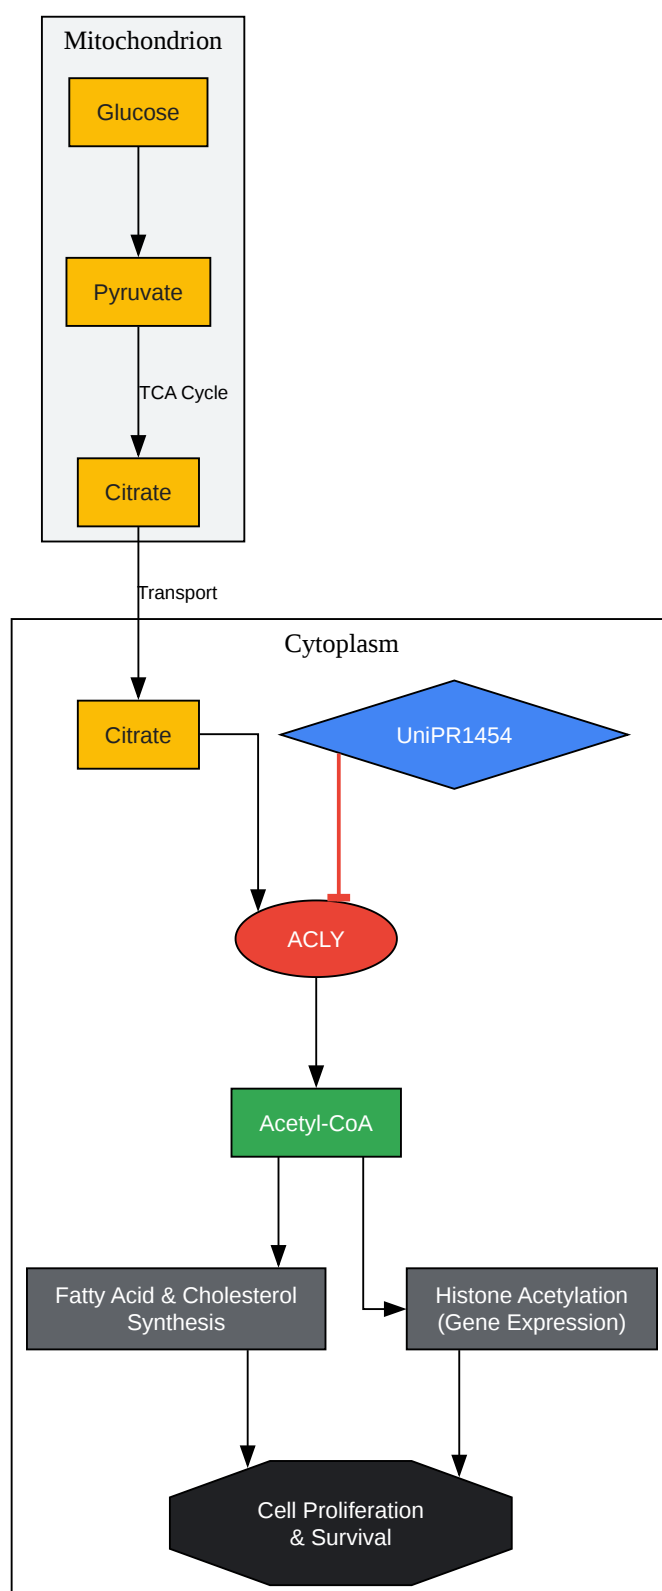 Mitochondrion
Glucose
Pyruvate
TCA Cycle
Citrate
Transport
Cytoplasm
Citrate
UniPR1454
ACLY
Acetyl-CoA
Fatty Acid & Cholesterol
Synthesis
Histone Acetylation
(Gene Expression)
Cell Proliferation
& Survival